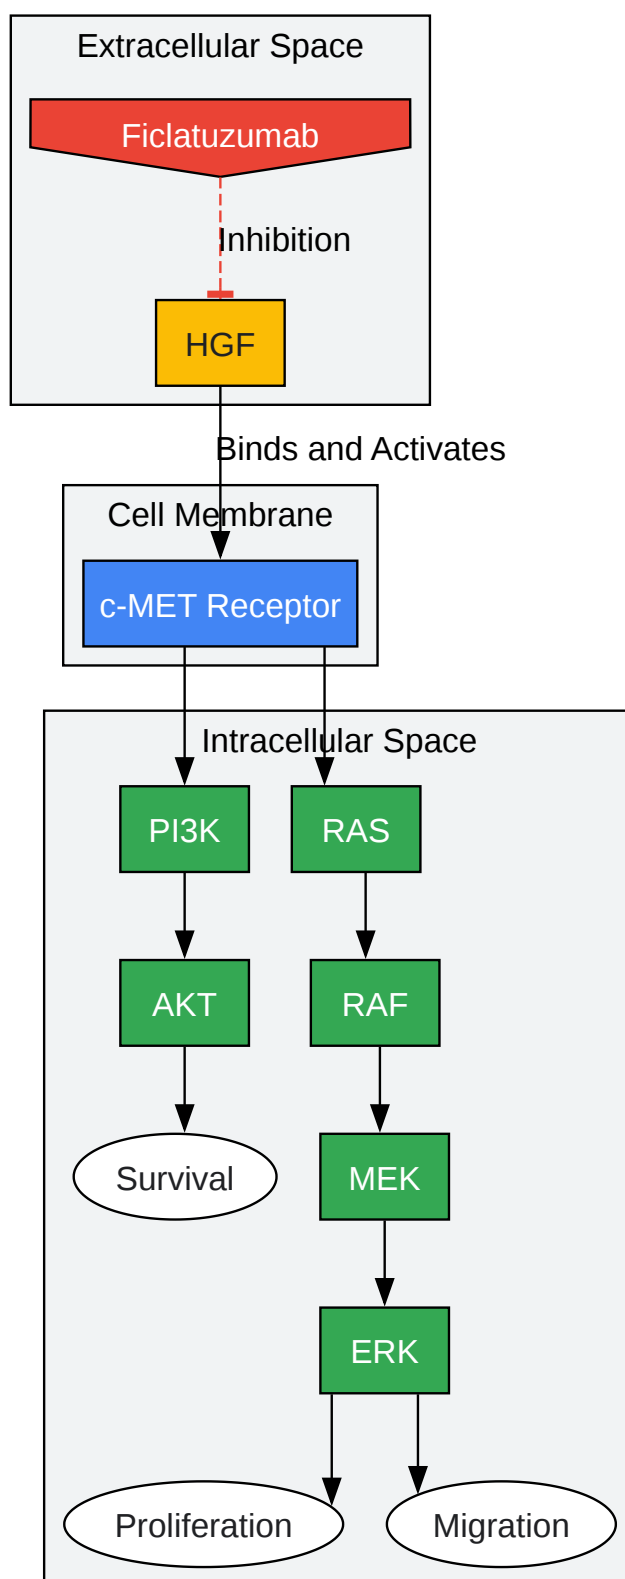 Extracellular Space
Ficlatuzumab
Inhibition
HGF
Binds and Activates
Cell Membrane
c-MET Receptor
Intracellular Space
PI3K
RAS
AKT
RAF
Survival
MEK
ERK
Proliferation
Migration